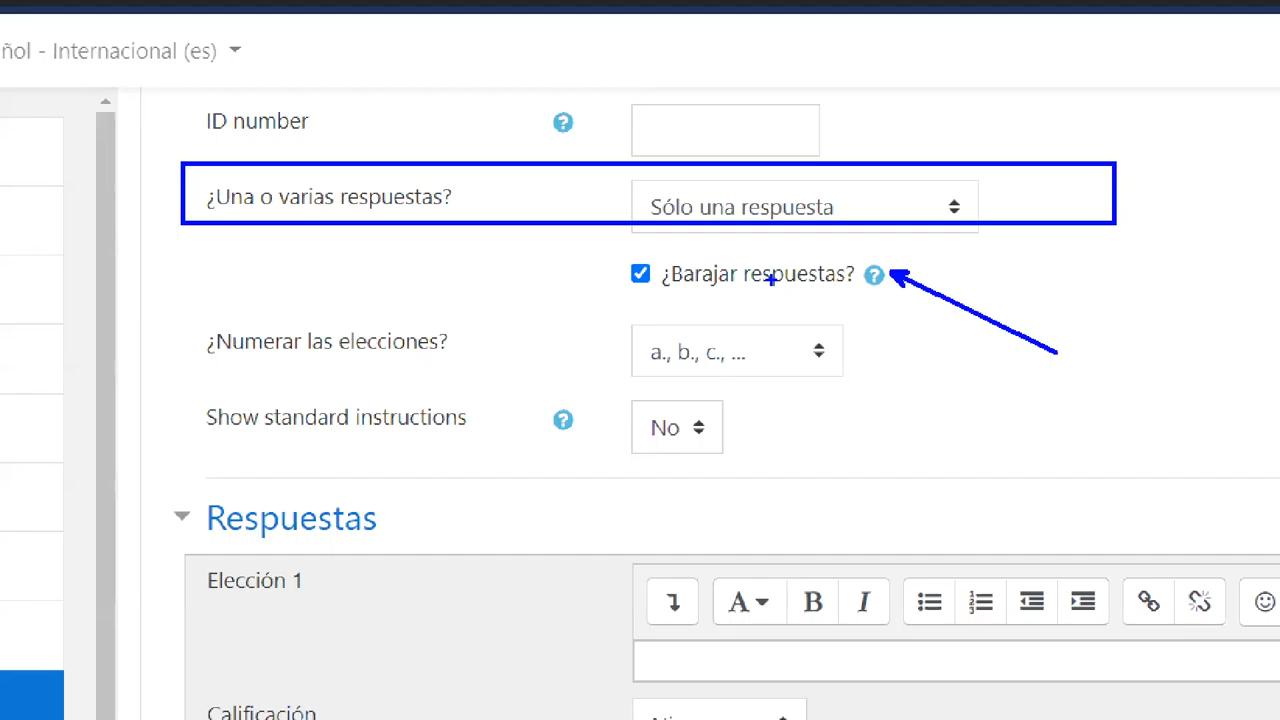 ñol - Internacional (es)
ID number
¿Una o varias respuestas?
Sólo una respuesta
¿Barajar respuestas?
¿Numerar las elecciones?
a., b., c., ...
Show standard instructions
No
Respuestas
Elección 1
A B I
Calificación